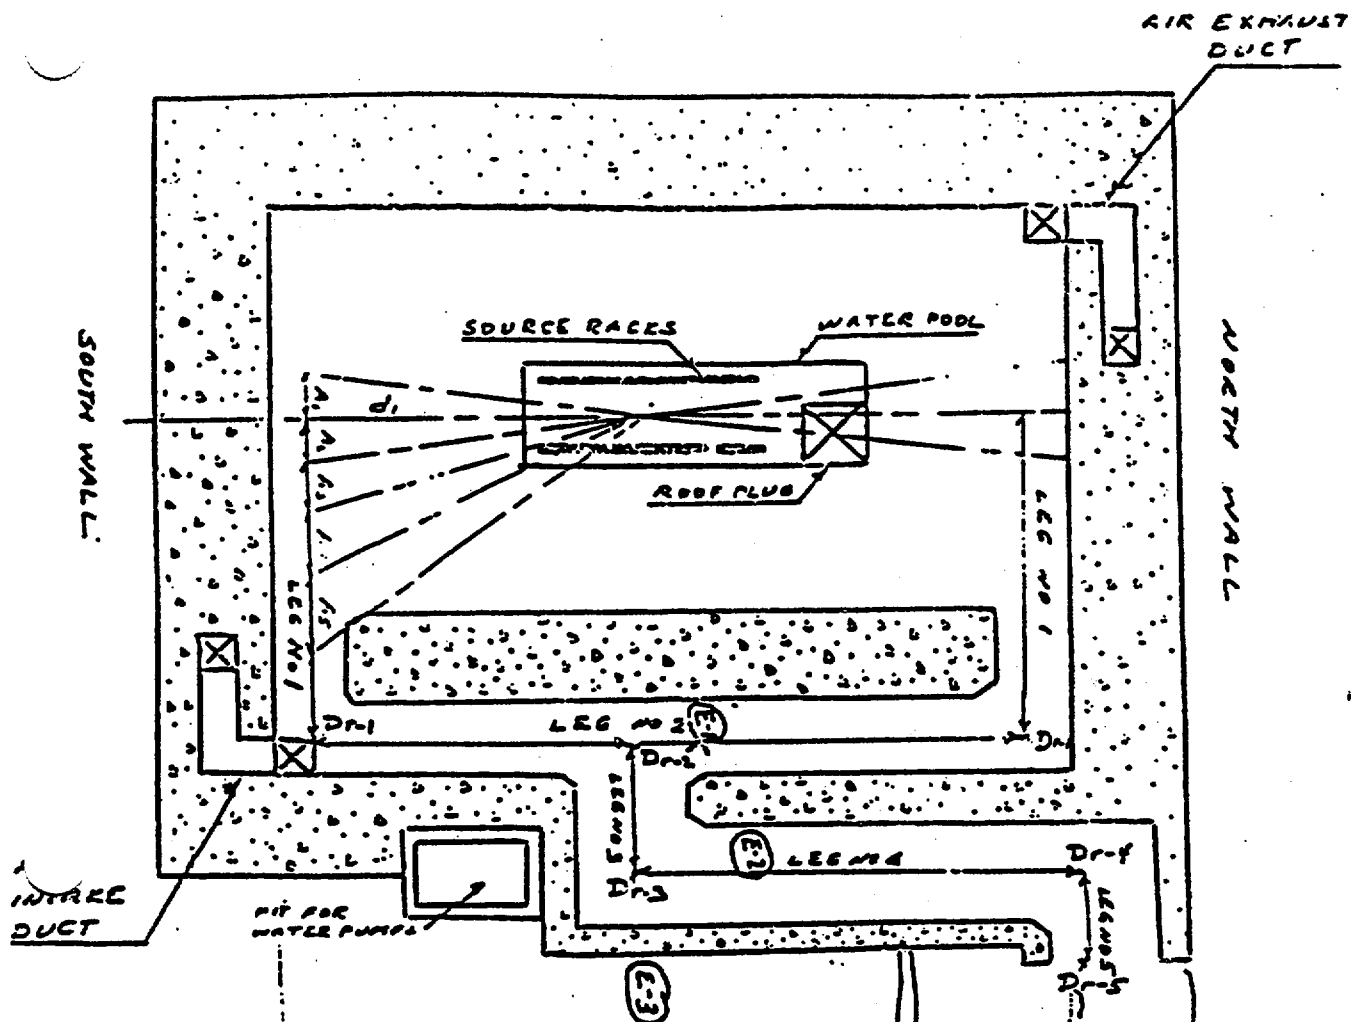 AIR EXHAUST
DUCT
SOURCE RACKS
WATER POOL
SOUTH WALL
d₁
A₁
ROOF PLUG
NORTH WALL
LEG NO 1
LEG NO 1
Dr-1
LEG NO 2
E-1
Dr-2
LEG NO 3
E-2
LEG NO 4
Dr-4
Dr-3
LEG NO 5
INTAKE
DUCT
PIT FOR
WATER PUMPS
E-3
Dr-5